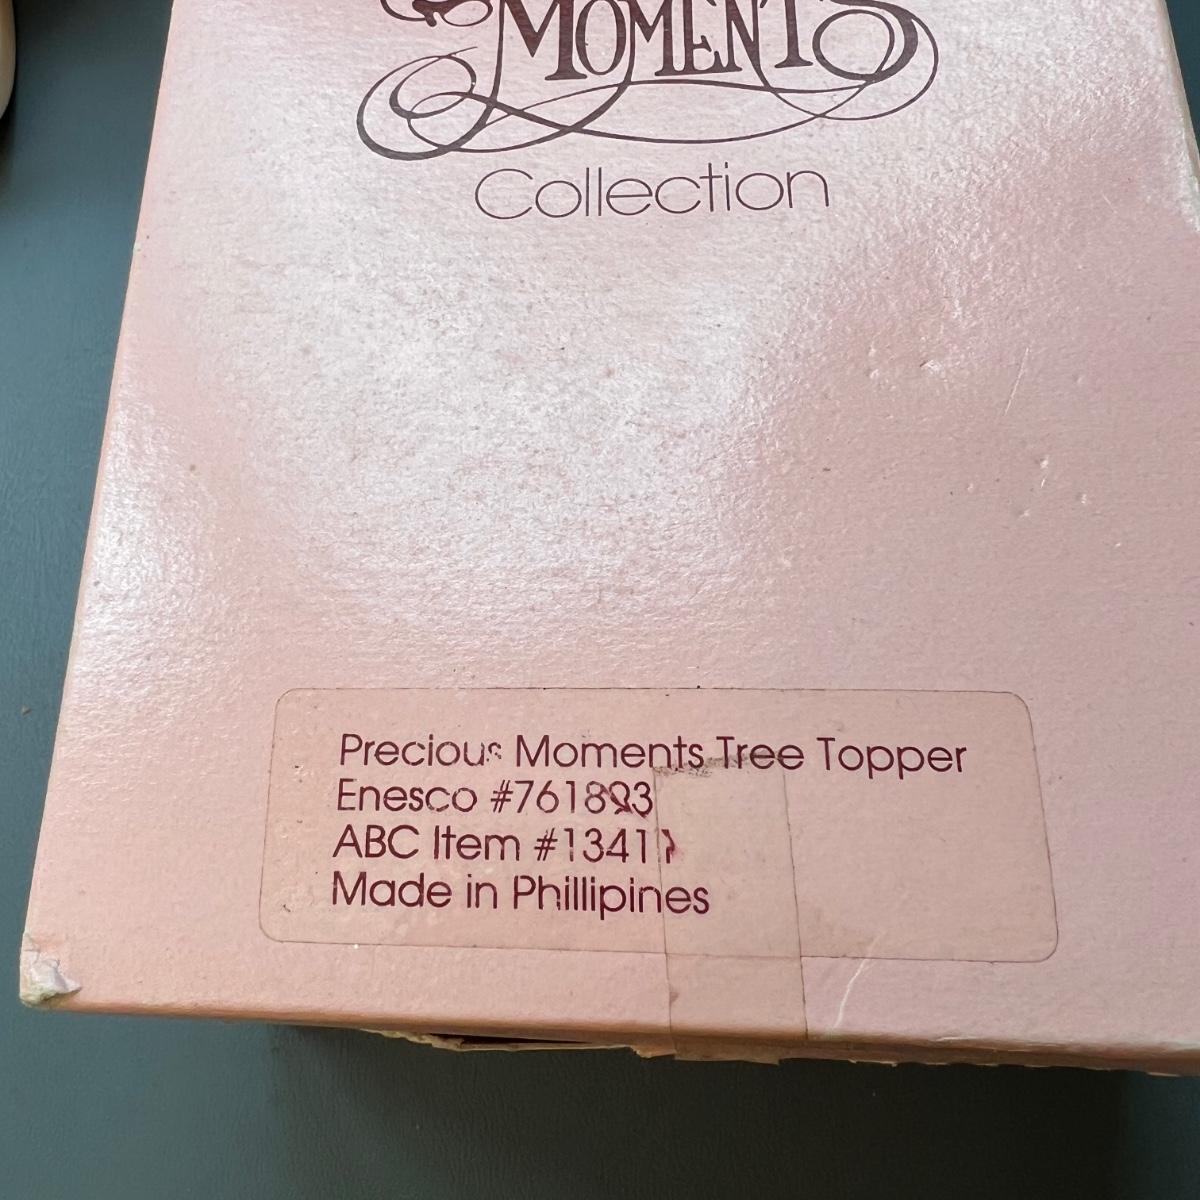 MOMENTS
Collection
Precious Moments Tree Topper
Enesco
ABC Item
Made in Phillipines